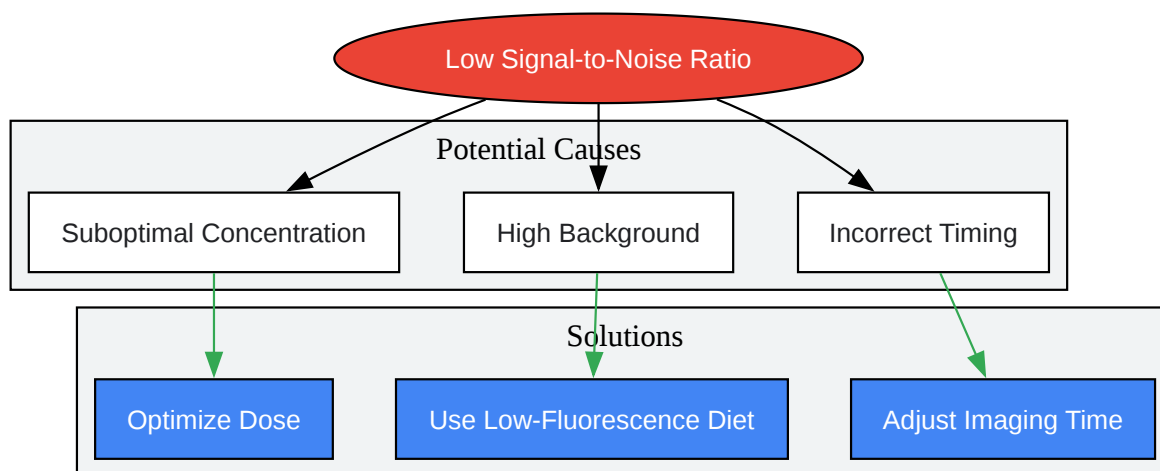 Low Signal-to-Noise Ratio
Potential Causes
Suboptimal Concentration
High Background
Incorrect Timing
Solutions
Optimize Dose
Use Low-Fluorescence Diet
Adjust Imaging Time